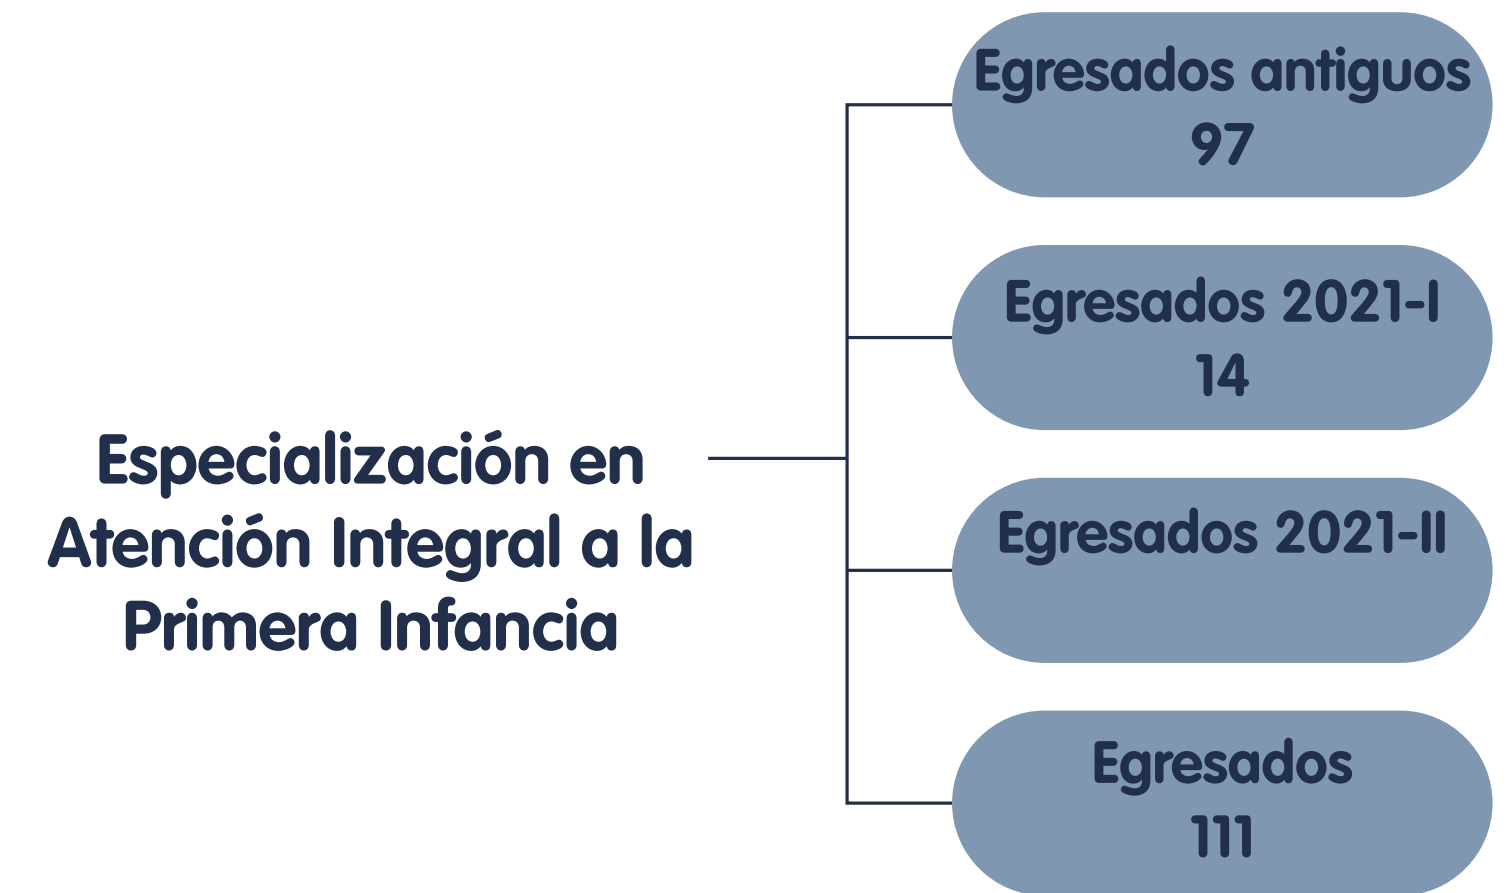 Especialización en
Atención Integral a la
Primera Infancia
Egresados antiguos
97
Egresados 2021-I
14
Egresados 2021-II
Egresados
111